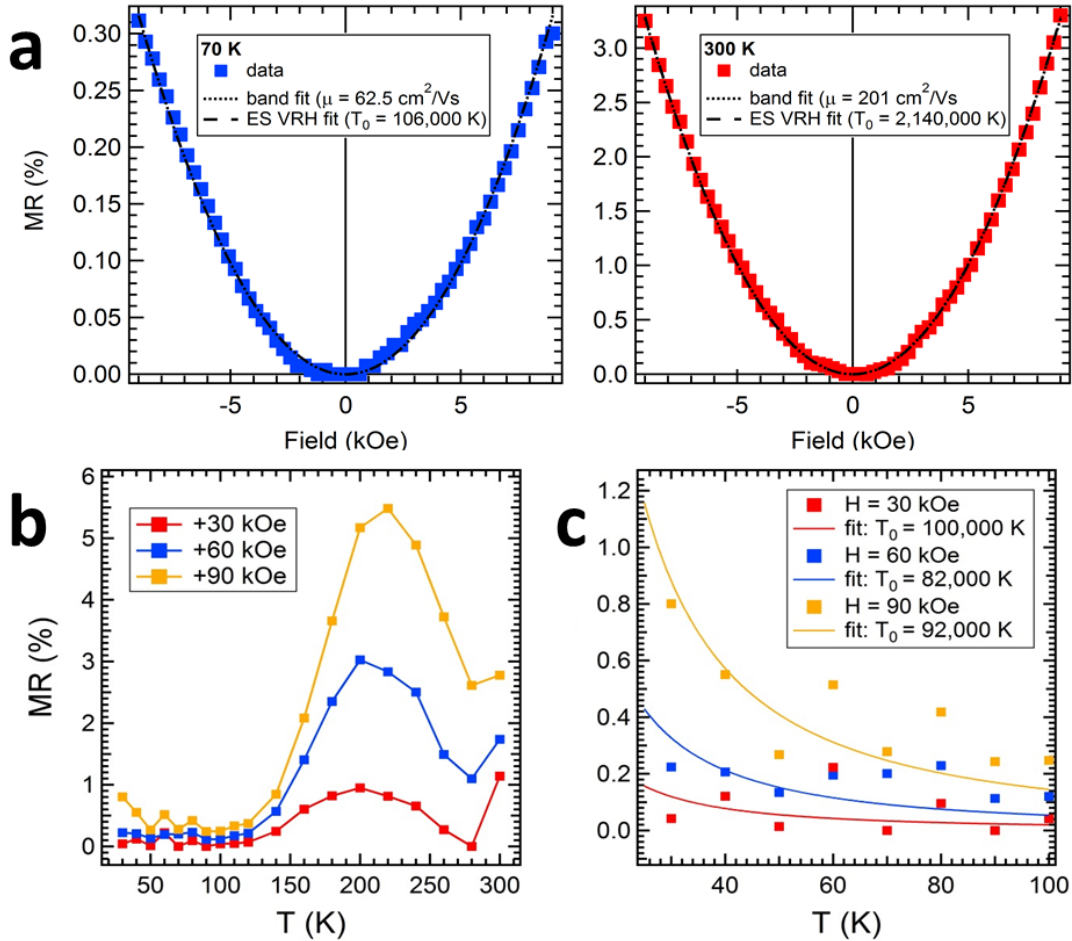 a
0.30
0.25
0.20
0.15
0.10
0.05
0.00
MR (%)
-5
0
5
Field (kOe)
70 K
data
band fit (μ = 62.5 cm²/Vs
ES VRH fit (T₀ = 106,000 K)
3.0
2.5
2.0
1.5
1.0
0.5
0.0
-5
0
5
Field (kOe)
300 K
data
band fit (μ = 201 cm²/Vs
ES VRH fit (T₀ = 2,140,000 K)
b
6
5
4
3
2
1
0
MR (%)
50
100
150
200
250
300
T (K)
+30 kOe
+60 kOe
+90 kOe
c
1.2
1.0
0.8
0.6
0.4
0.2
0.0
40
60
80
100
T (K)
H = 30 kOe
fit: T₀ = 100,000 K
H = 60 kOe
fit: T₀ = 82,000 K
H = 90 kOe
fit: T₀ = 92,000 K